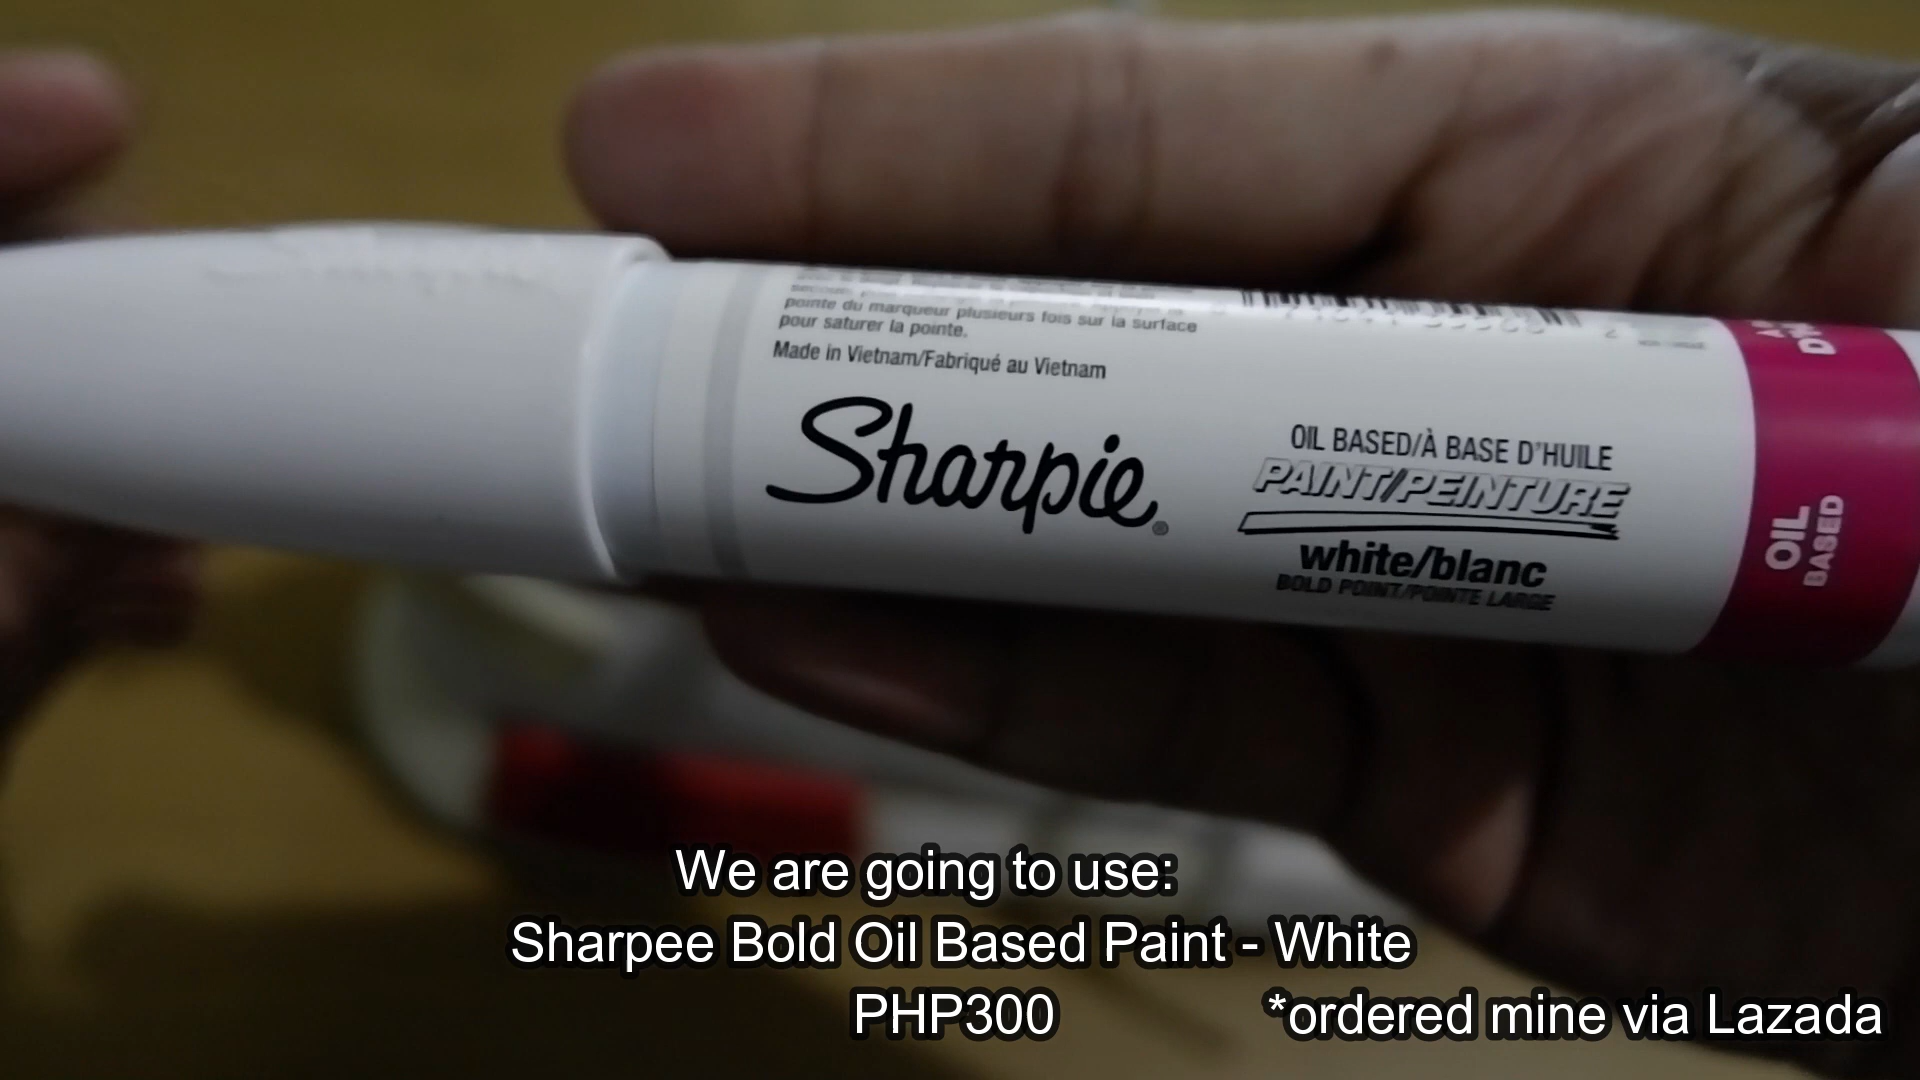 pointe du marqueur plusieurs fois sur la surface
pour saturer la pointe.
Made in Vietnam/Fabriqué au Vietnam
Sharpie®
OIL BASED/À BASE D'HUILE
PAINT/PEINTURE
white/blanc
BOLD POINT/POINTE LARGE
OIL
BASED
We are going to use:
Sharpee Bold Oil Based Paint - White
PHP300
*ordered mine via Lazada